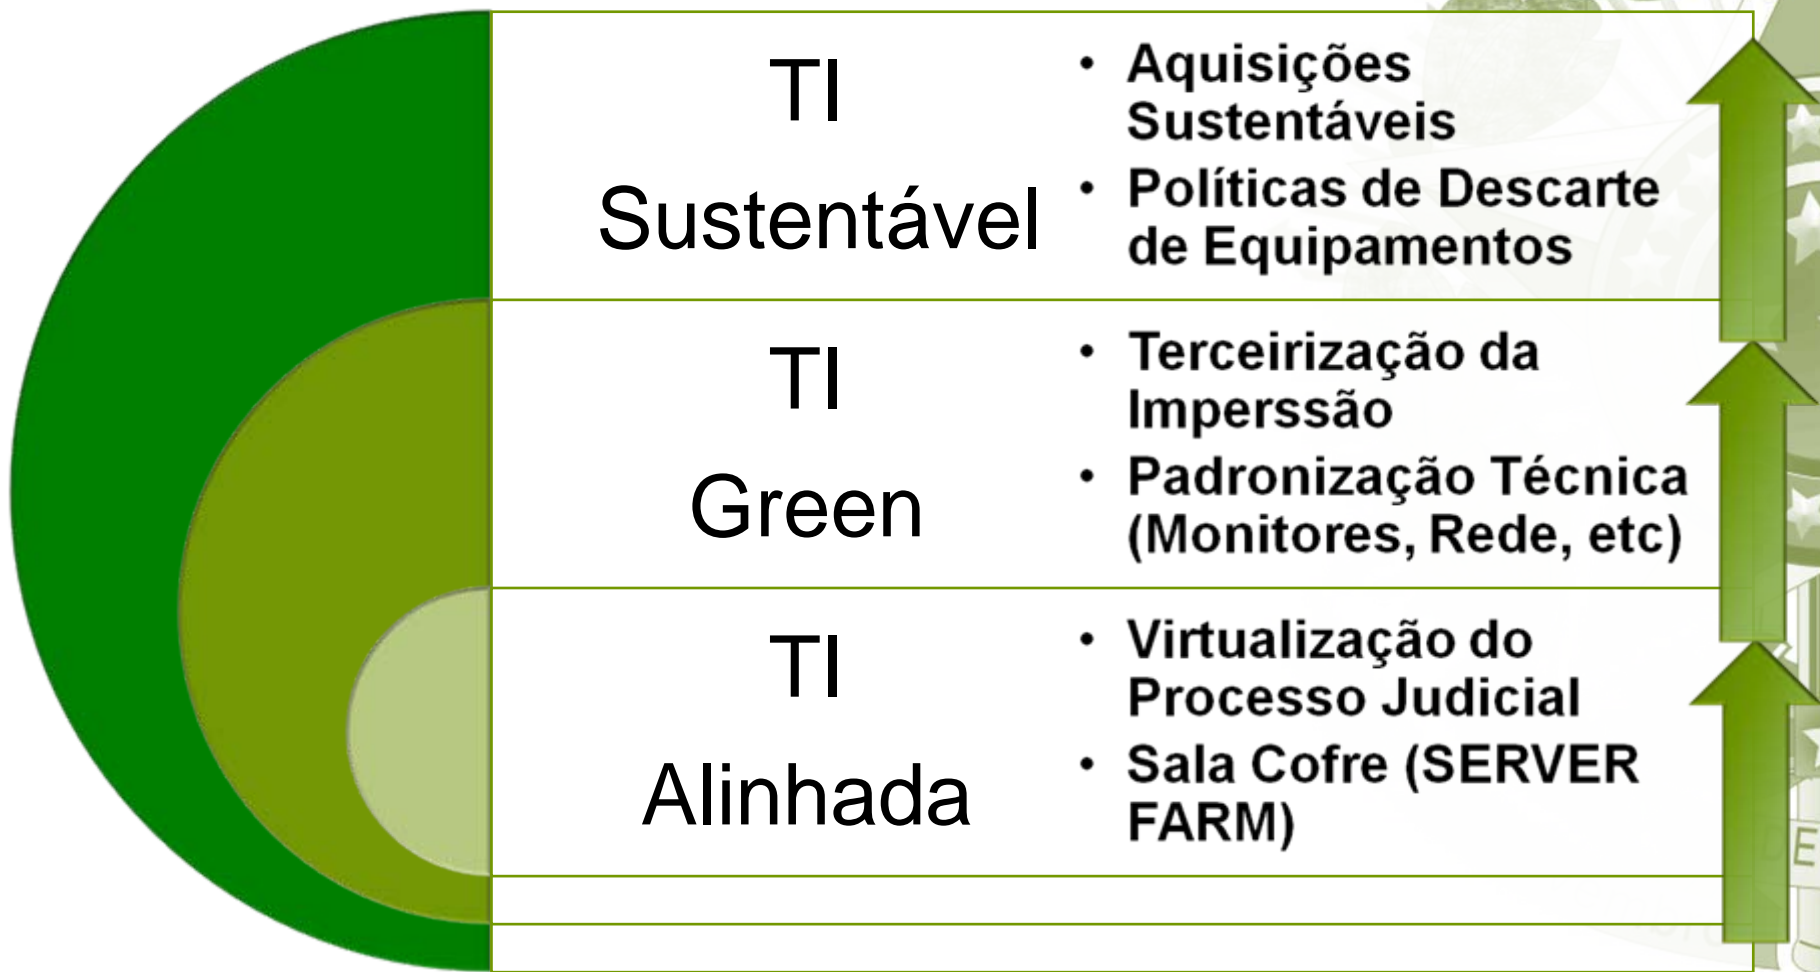 TI
Sustentável
• Aquisições
Sustentáveis
• Políticas de Descarte
de Equipamentos
TI
Green
• Terceirização da
Imperssão
• Padronização Técnica
(Monitores, Rede, etc)
TI
Alinhada
• Virtualização do
Processo Judicial
• Sala Cofre (SERVER
FARM)